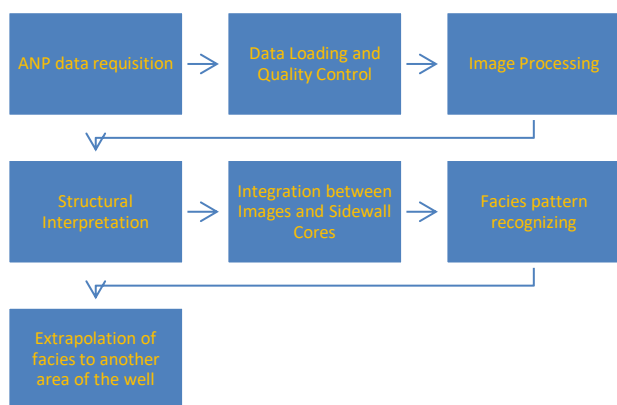 ANP data requisition
Data Loading and
Quality Control
Image Processing
Structural
Interpretation
Integration between
Images and Sidewall
Cores
Facies pattern
recognizing
Extrapolation of
facies to another
area of the well